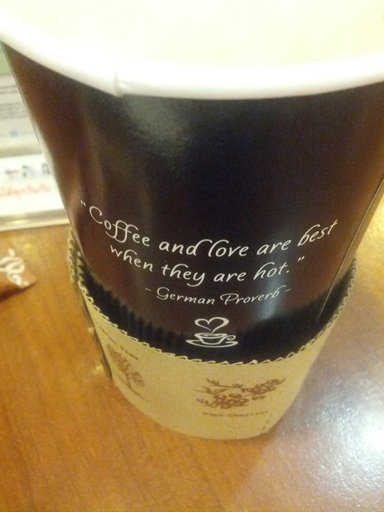 "Coffee and love are best
when they are hot."
- German Proverb -